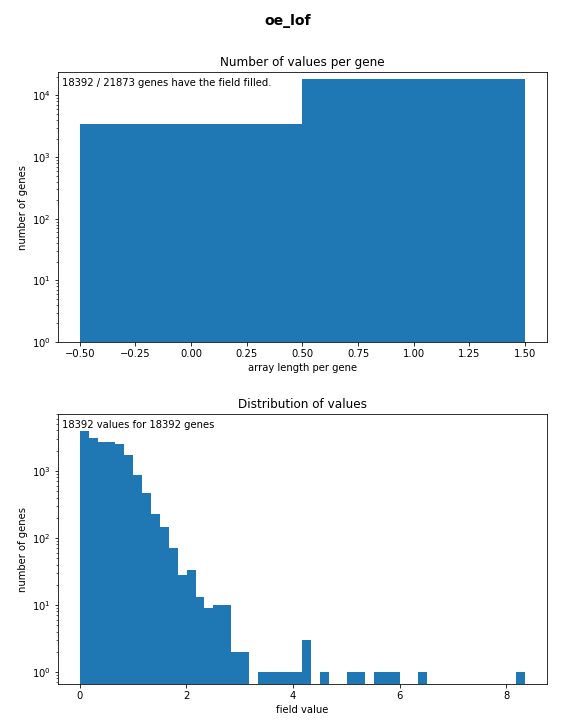 oe_lof
Number of values per gene
18392 / 21873 genes have the field filled.
10⁴
10³
10²
10¹
10⁰
number of genes
−0.50 −0.25 0.00 0.25 0.50 0.75 1.00 1.25 1.50
array length per gene
Distribution of values
18392 values for 18392 genes
10³
10²
10¹
10⁰
number of genes
0 2 4 6 8
field value